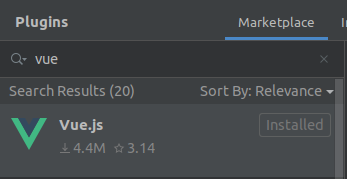 Plugins Marketplace
vue
Search Results (20) Sort By: Relevance
Vue.js Installed
4.4M 3.14